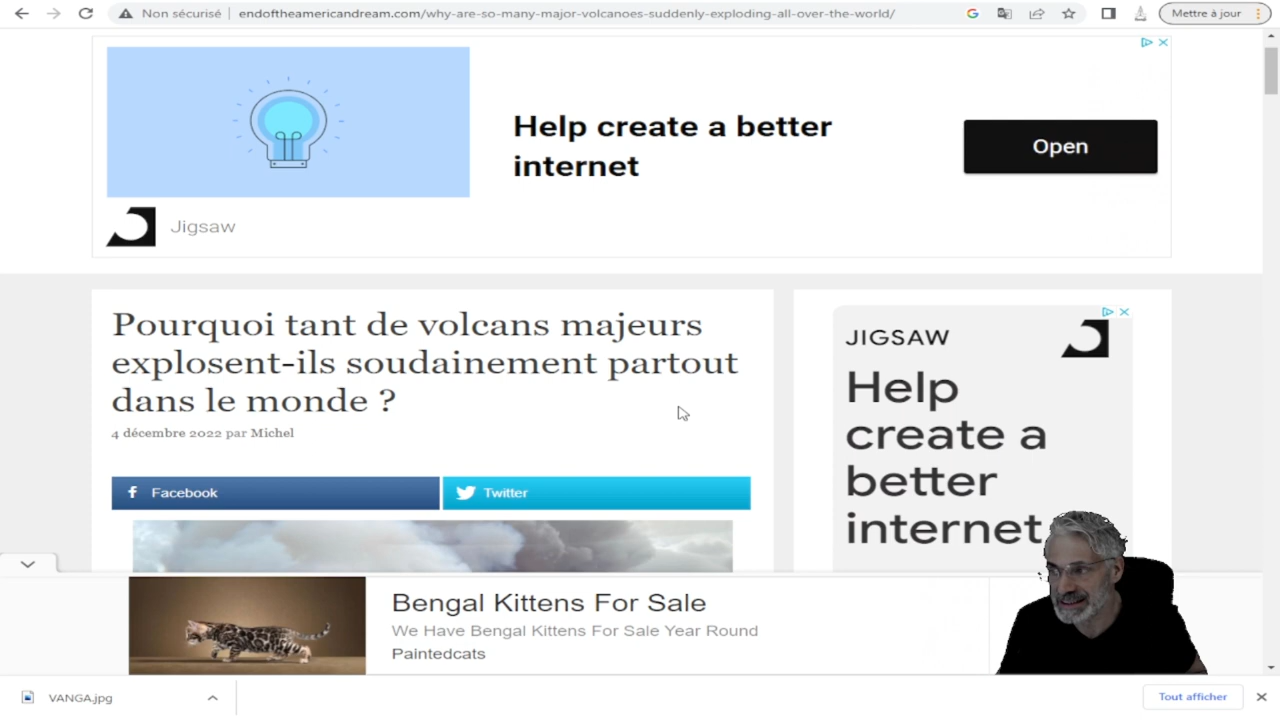 Non sécurisé | endoftheamericandream.com/why-are-so-many-major-volcanoes-suddenly-exploding-all-over-the-world/
Mettre à jour
Help create a better
internet
Open
Jigsaw
Pourquoi tant de volcans majeurs
explosent-ils soudainement partout
dans le monde ?
4 décembre 2022 par Michel
Facebook
Twitter
JIGSAW
Help
create a
better
internet
Bengal Kittens For Sale
We Have Bengal Kittens For Sale Year Round
Paintedcats
VANGA.jpg
Tout afficher